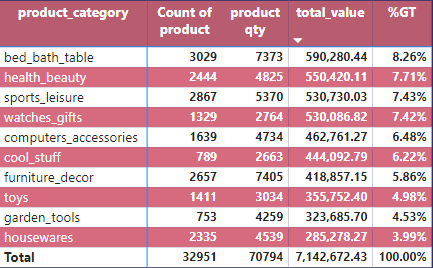 product_category Count of product product qty total_value %GT
bed_bath_table 3029 7373 590,280.44 8.26%
health_beauty 2444 4825 550,420.11 7.71%
sports_leisure 2867 5370 530,730.03 7.43%
watches_gifts 1329 2764 530,086.82 7.42%
computers_accessories 1639 4734 462,761.27 6.48%
cool_stuff 789 2663 444,092.79 6.22%
furniture_decor 2657 7405 418,857.15 5.86%
toys 1411 3034 355,752.40 4.98%
garden_tools 753 4259 323,685.70 4.53%
housewares 2335 4539 285,278.27 3.99%
Total 32951 70794 7,142,672.43 100.00%